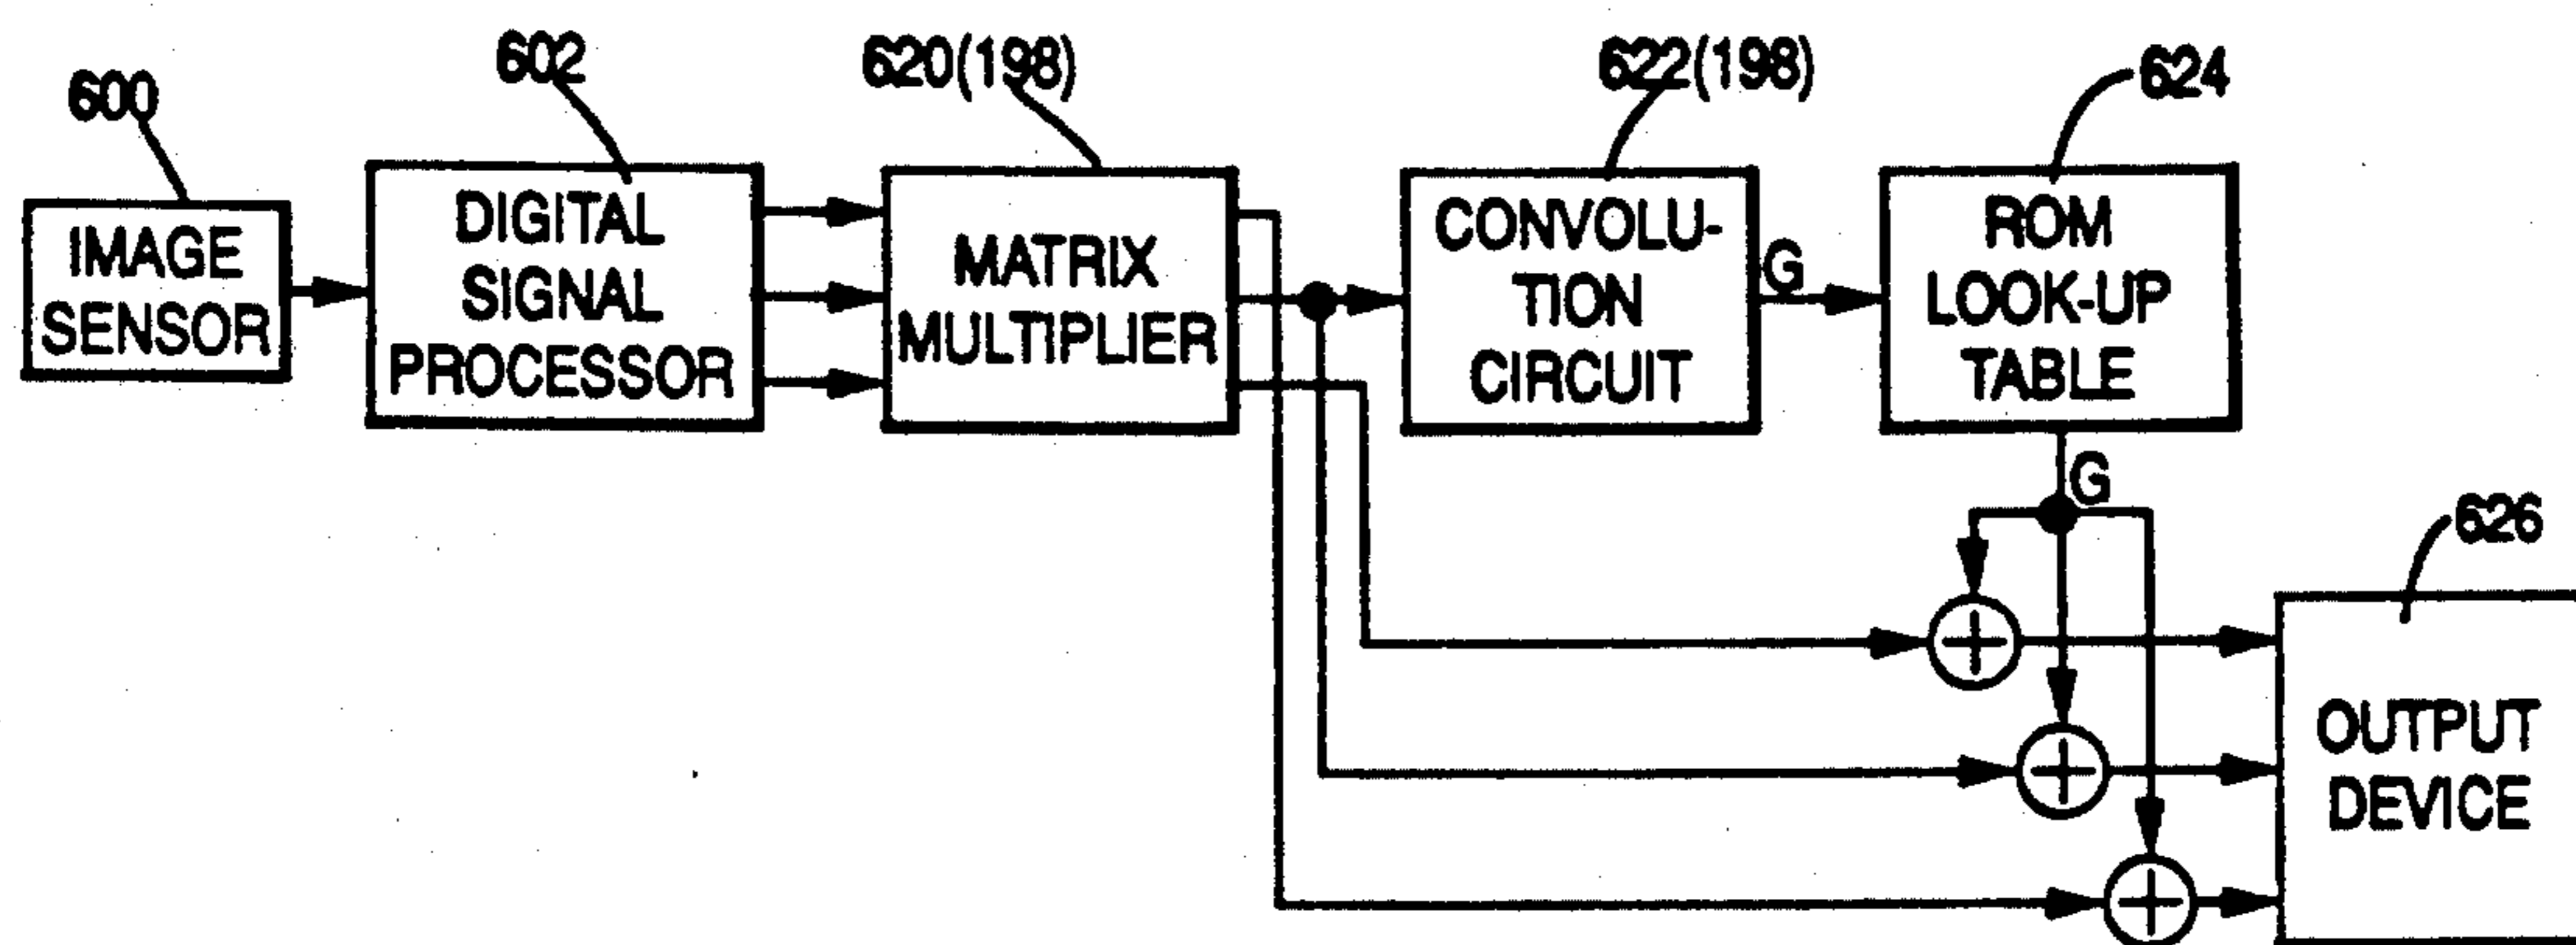 600
602
620(198)
622(198)
624
IMAGE
SENSOR
DIGITAL
SIGNAL
PROCESSOR
MATRIX
MULTIPLIER
CONVOLU-
TION
CIRCUIT
G
ROM
LOOK-UP
TABLE
G
626
OUTPUT
DEVICE